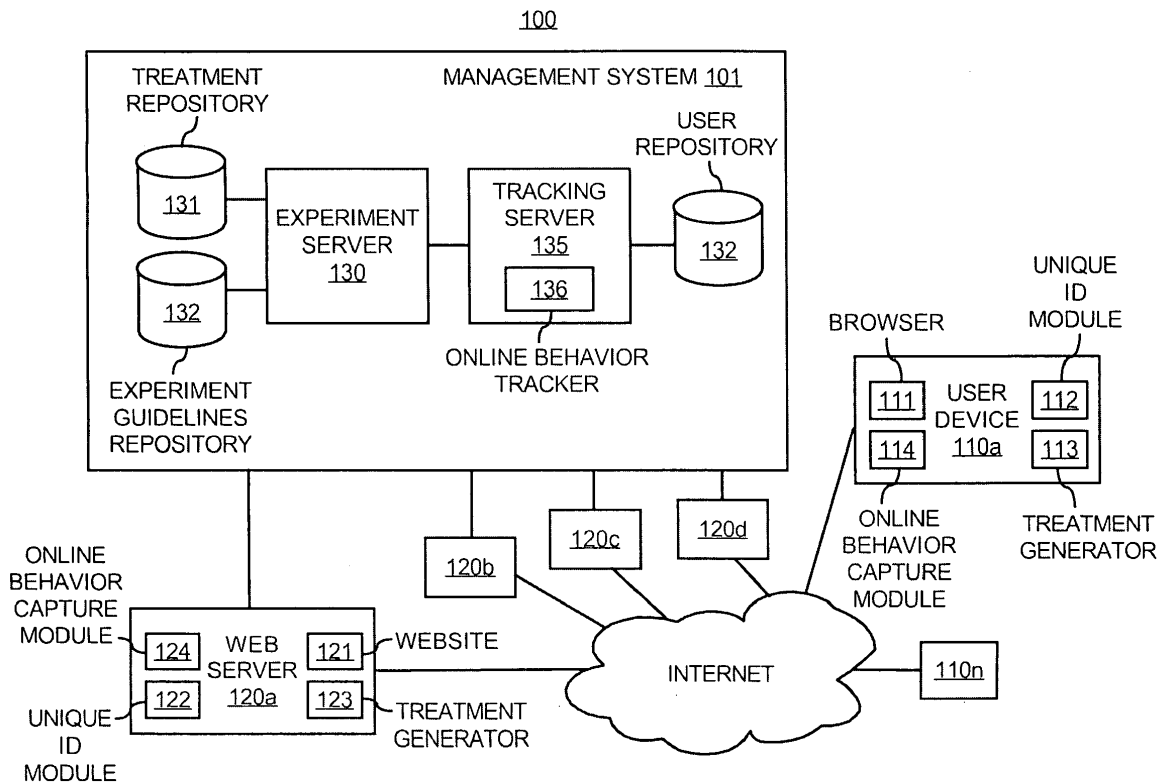 100
MANAGEMENT SYSTEM 101
TREATMENT
REPOSITORY
USER
REPOSITORY
131
EXPERIMENT
SERVER
130
TRACKING
SERVER
135
136
132
132
ONLINE BEHAVIOR
TRACKER
EXPERIMENT
GUIDELINES
REPOSITORY
UNIQUE
ID
MODULE
BROWSER
111
USER
DEVICE
110a
112
114
113
ONLINE
BEHAVIOR
CAPTURE
MODULE
TREATMENT
GENERATOR
120b
120c
120d
ONLINE
BEHAVIOR
CAPTURE
MODULE
124
WEB
SERVER
120a
121
WEBSITE
122
123
UNIQUE
ID
MODULE
TREATMENT
GENERATOR
INTERNET
110n